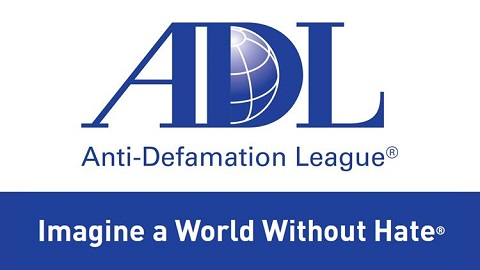 ADL
Anti-Defamation League®
Imagine a World Without Hate®